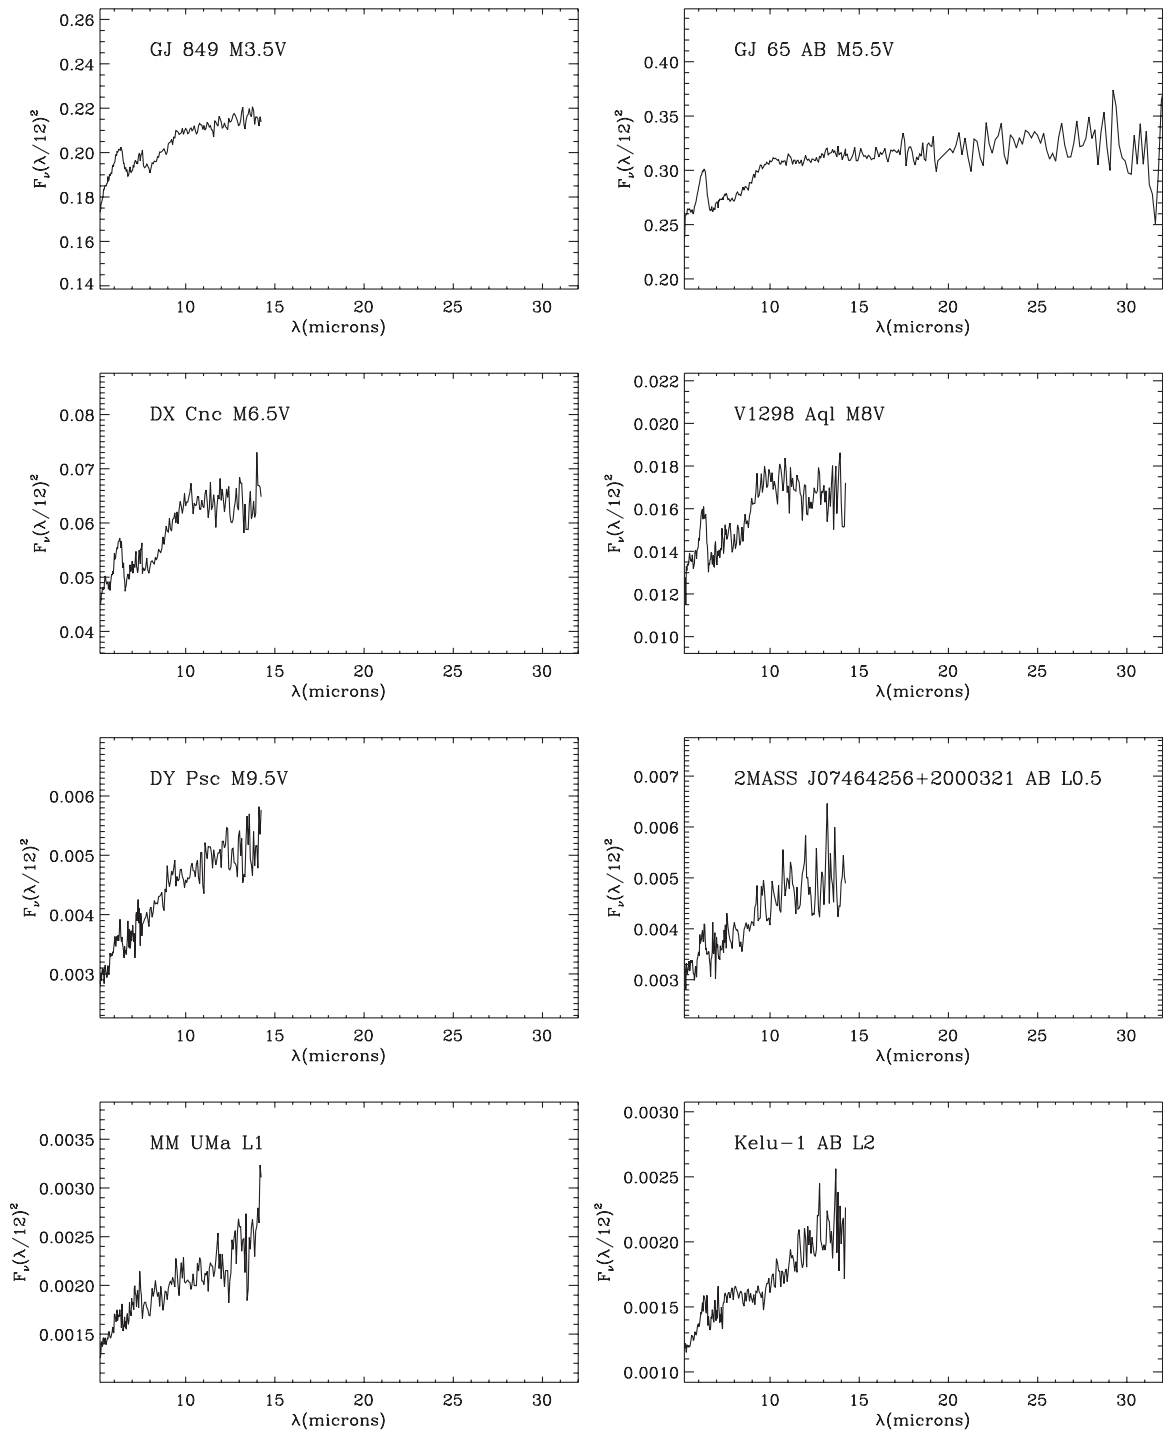 GJ 849 M3.5V
0.26
0.24
0.22
0.20
0.18
0.16
0.14
Fν(λ/12)²
10 15 20 25 30
λ(microns)
GJ 65 AB M5.5V
0.40
0.35
0.30
0.25
0.20
Fν(λ/12)²
10 15 20 25 30
λ(microns)
DX Cnc M6.5V
0.08
0.07
0.06
0.05
0.04
Fν(λ/12)²
10 15 20 25 30
λ(microns)
V1298 Aql M8V
0.022
0.020
0.018
0.016
0.014
0.012
0.010
Fν(λ/12)²
10 15 20 25 30
λ(microns)
DY Psc M9.5V
0.006
0.005
0.004
0.003
Fν(λ/12)²
10 15 20 25 30
λ(microns)
2MASS J07464256+2000321 AB L0.5
0.007
0.006
0.005
0.004
0.003
Fν(λ/12)²
10 15 20 25 30
λ(microns)
MM UMa L1
0.0035
0.0030
0.0025
0.0020
0.0015
Fν(λ/12)²
10 15 20 25 30
λ(microns)
Kelu-1 AB L2
0.0030
0.0025
0.0020
0.0015
0.0010
Fν(λ/12)²
10 15 20 25 30
λ(microns)